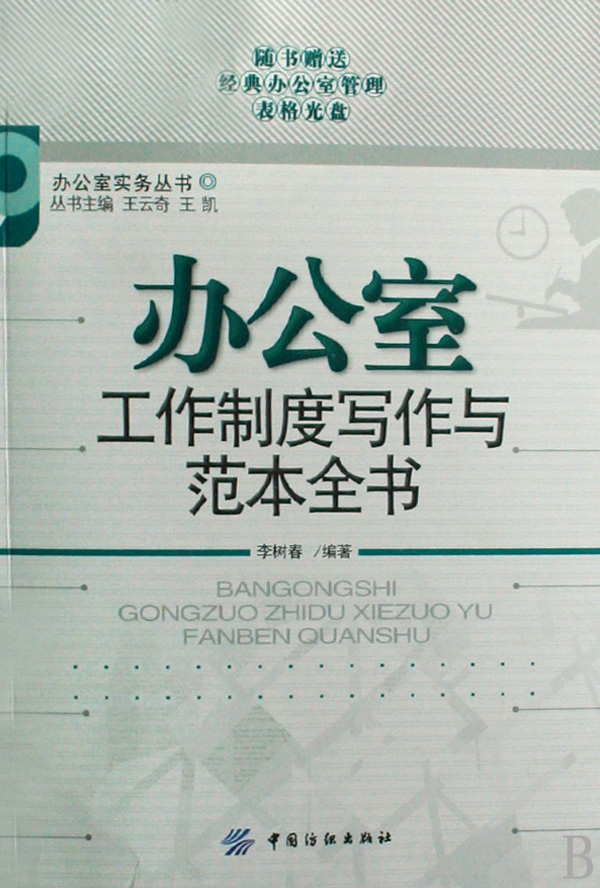 随书赠送
经典办公室管理
表格光盘
办公室实务丛书◎
丛书主编 王云奇 王 凯
办公室
工作制度写作与
范本全书
李树春 /编著
BANGONGSHI
GONGZUO ZHIDU XIEZUO YU
FANBEN QUANSHU
中国纺织出版社
B